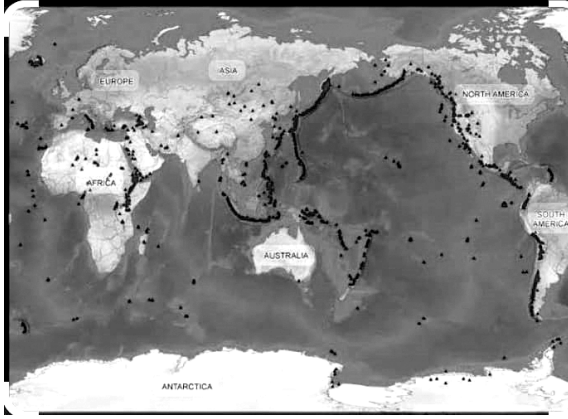 EUROPE
ASIA
NORTH AMERICA
AFRICA
SOUTH
AMERICA
AUSTRALIA
ANTARCTICA